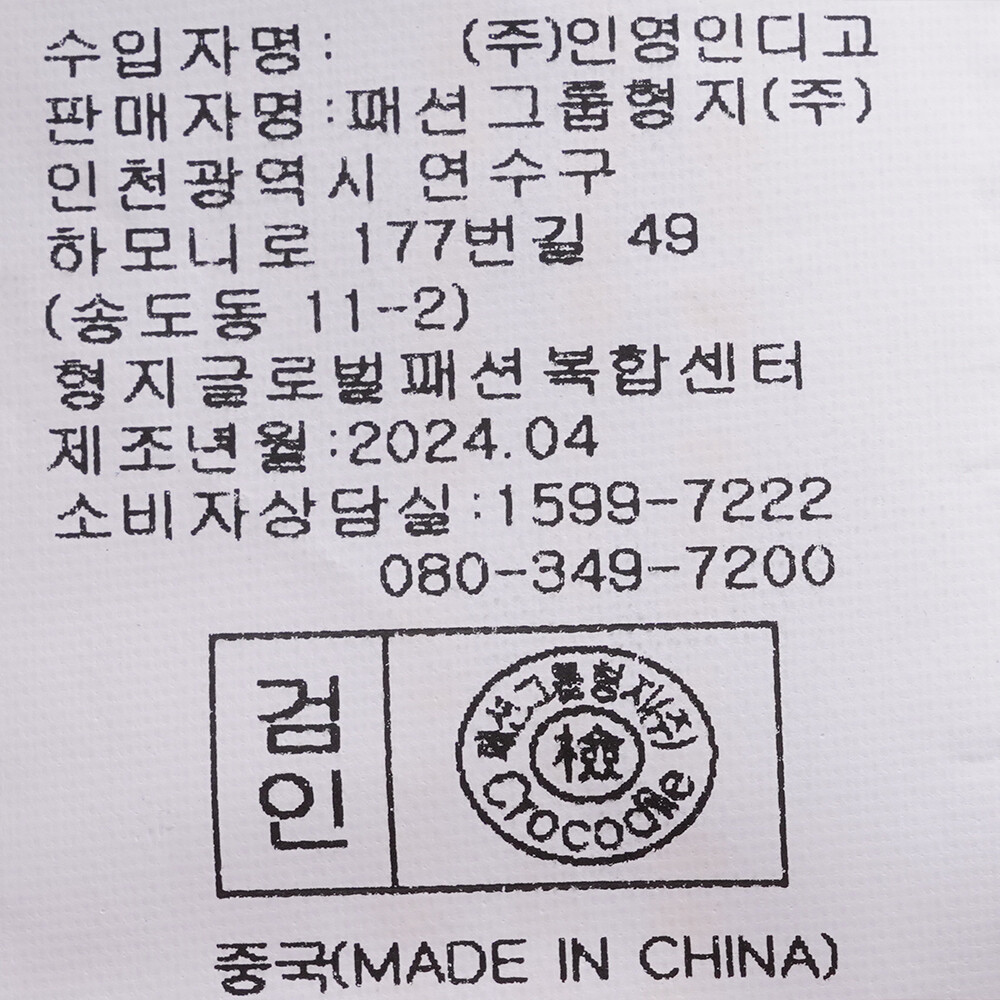 수입자명: (주)인영인디고
판매자명:패션그룹형지(주)
인천광역시 연수구
하모니로 177번길 49
(송도동 11-2)
형지글로벌패션복합센터
제조년월:2024.04
소비자상담실:1599-7222
080-349-7200
검인
패션그룹형지(주)
檢
Crocodile
중국(MADE IN CHINA)